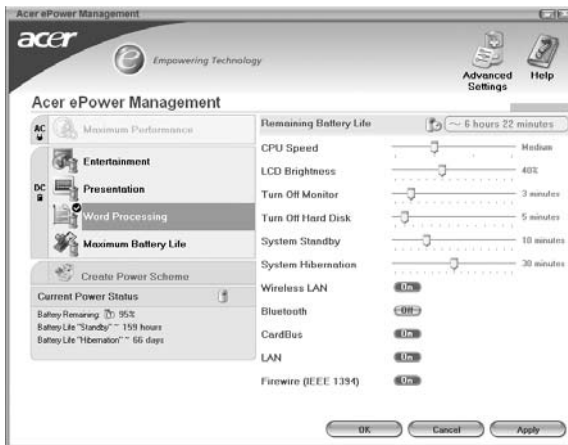 Acer ePower Management
acer
Empowering Technology
Advanced Settings
Help
Acer ePower Management
AC
Maximum Performance
DC
Entertainment
Presentation
Word Processing
Maximum Battery Life
Create Power Scheme
Current Power Status
Battery Remaining: 95%
Battery Life "Standby" ~ 159 hours
Battery Life "Hibernation" ~ 66 days
Remaining Battery Life ~ 6 hours 22 minutes
CPU Speed Medium
LCD Brightness 40%
Turn Off Monitor 3 minutes
Turn Off Hard Disk 5 minutes
System Standby 10 minutes
System Hibernation 30 minutes
Wireless LAN On
Bluetooth Off
CardBus On
LAN On
Firewire (IEEE 1394) On
OK Cancel Apply